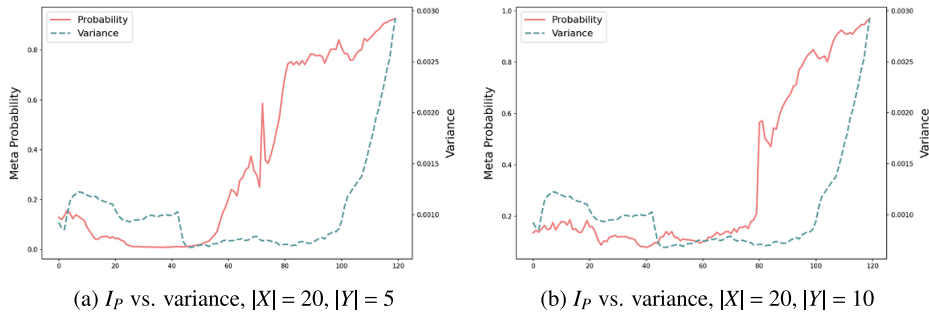 Probability
Variance
Meta Probability
0.8
0.6
0.4
0.2
0.0
0 20 40 60 80 100 120
0.0030
0.0025
0.0020
0.0015
0.0010
Variance
(a) I_P vs. variance, |X| = 20, |Y| = 5
Probability
Variance
Meta Probability
1.0
0.8
0.6
0.4
0.2
0 20 40 60 80 100 120
0.0030
0.0025
0.0020
0.0015
0.0010
Variance
(b) I_P vs. variance, |X| = 20, |Y| = 10